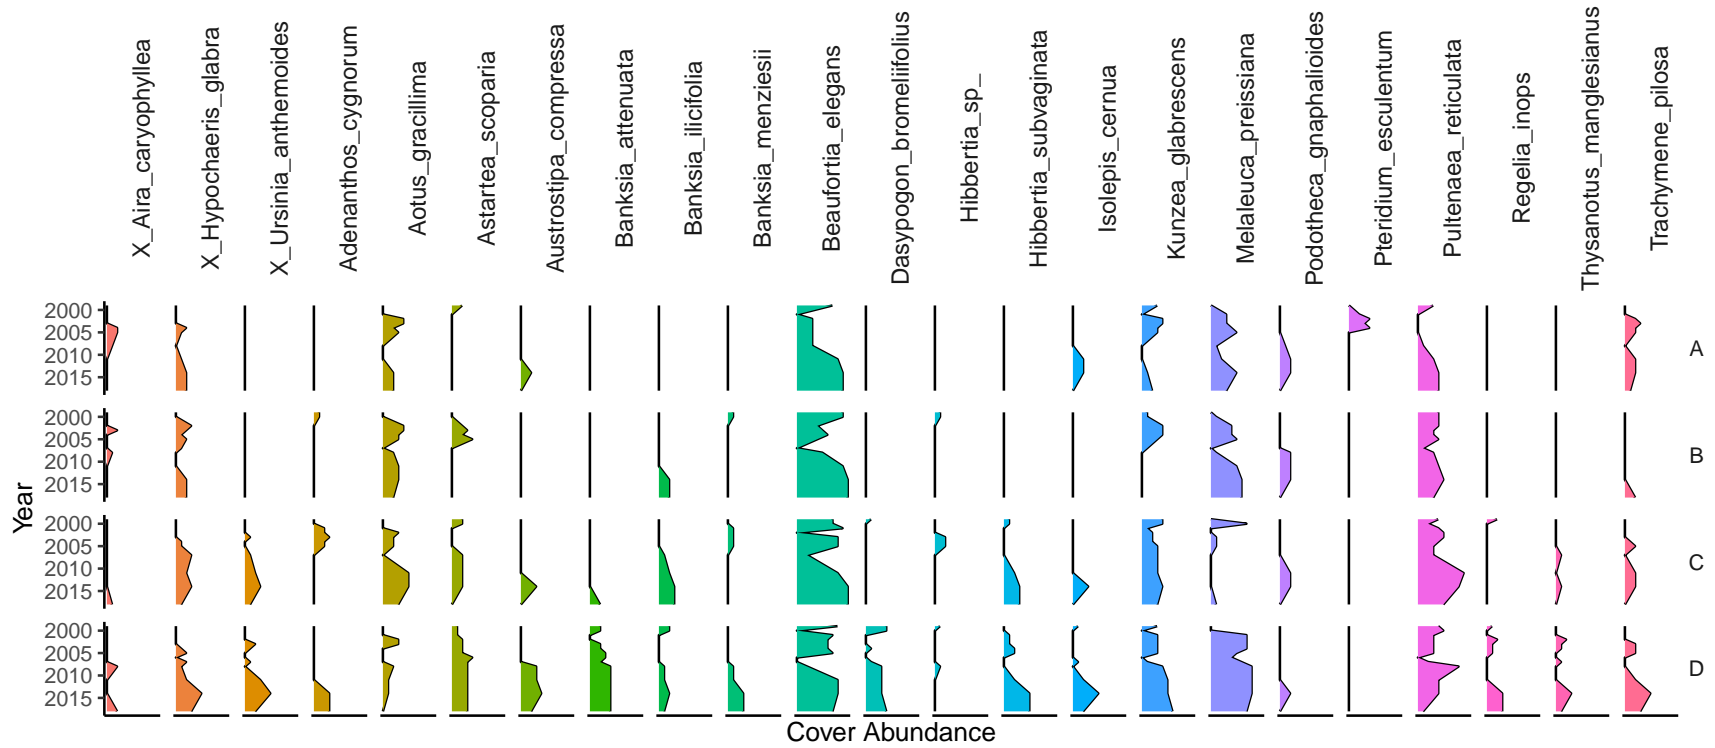 X_Aira_caryophyllea
X_Hypochaeris_glabra
X_Ursinia_anthemoides
Adenanthos_cygnorum
Aotus_gracillima
Astartea_scoparia
Austrostipa_compressa
Banksia_attenuata
Banksia_ilicifolia
Banksia_menziesii
Beaufortia_elegans
Dasypogon_bromeliifolius
Hibbertia_sp_
Hibbertia_subvaginata
Isolepis_cernua
Kunzea_glabrescens
Melaleuca_preissiana
Podotheca_gnaphalioides
Pteridium_esculentum
Pultenaea_reticulata
Regelia_inops
Thysanotus_manglesianus
Trachymene_pilosa
Year
2000
2005
2010
2015
A
2000
2005
2010
2015
B
2000
2005
2010
2015
C
2000
2005
2010
2015
D
Cover Abundance